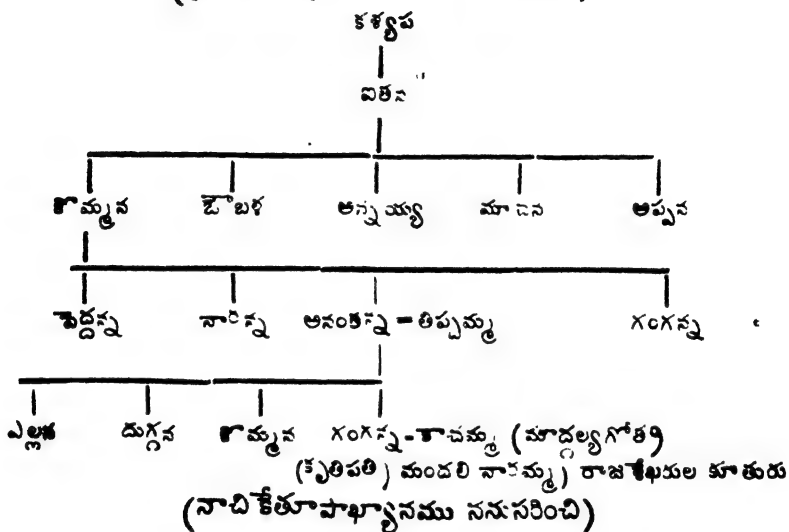 కశ్యప
ఐతన
కొమ్మన ఔబళ అన్నయ్య మాచన అప్పన
పెద్దన్న నారన్న అనంతన్న = తిప్పమ్మ గంగన్న
ఎల్లన దుగ్గన కొమ్మన గంగన్న-కాచమ్మ (మౌద్గల్యగోత్ర)
(కృతిపతి) మండలి నారమ్మ) రాజశేఖరుల కూతురు
(నాచికేతూపాఖ్యానము ననుసరించి)